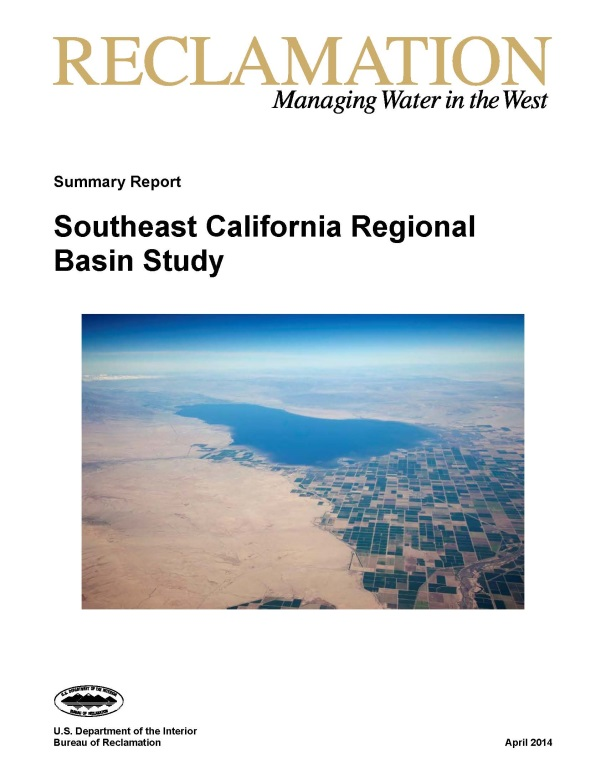 RECLAMATION
Managing Water in the West
Summary Report
Southeast California Regional
Basin Study
U.S. DEPARTMENT OF THE INTERIOR
BUREAU OF RECLAMATION
U.S. Department of the Interior
Bureau of Reclamation
April 2014